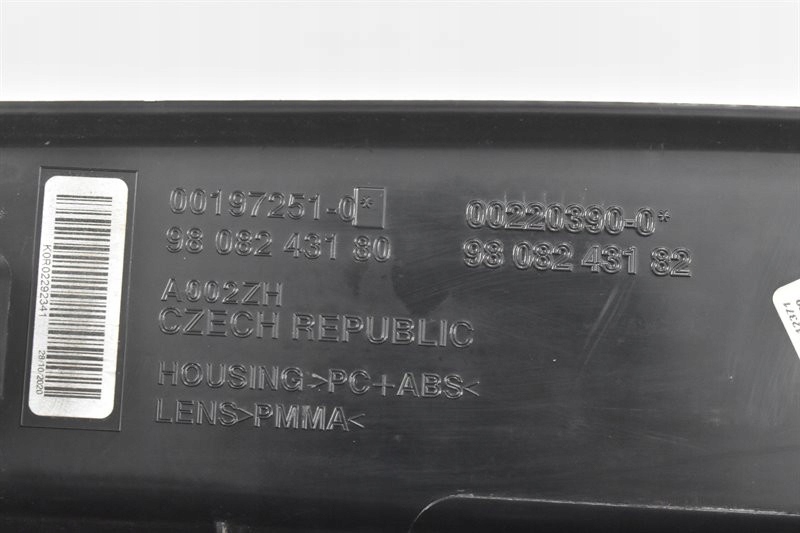 K0R02292341
28/10/2020
00197251-0*
98 082 431 80
00220390-0*
98 082 431 82
A002ZH
CZECH REPUBLIC
HOUSING>PC+ABS<
LENS>PMMA<